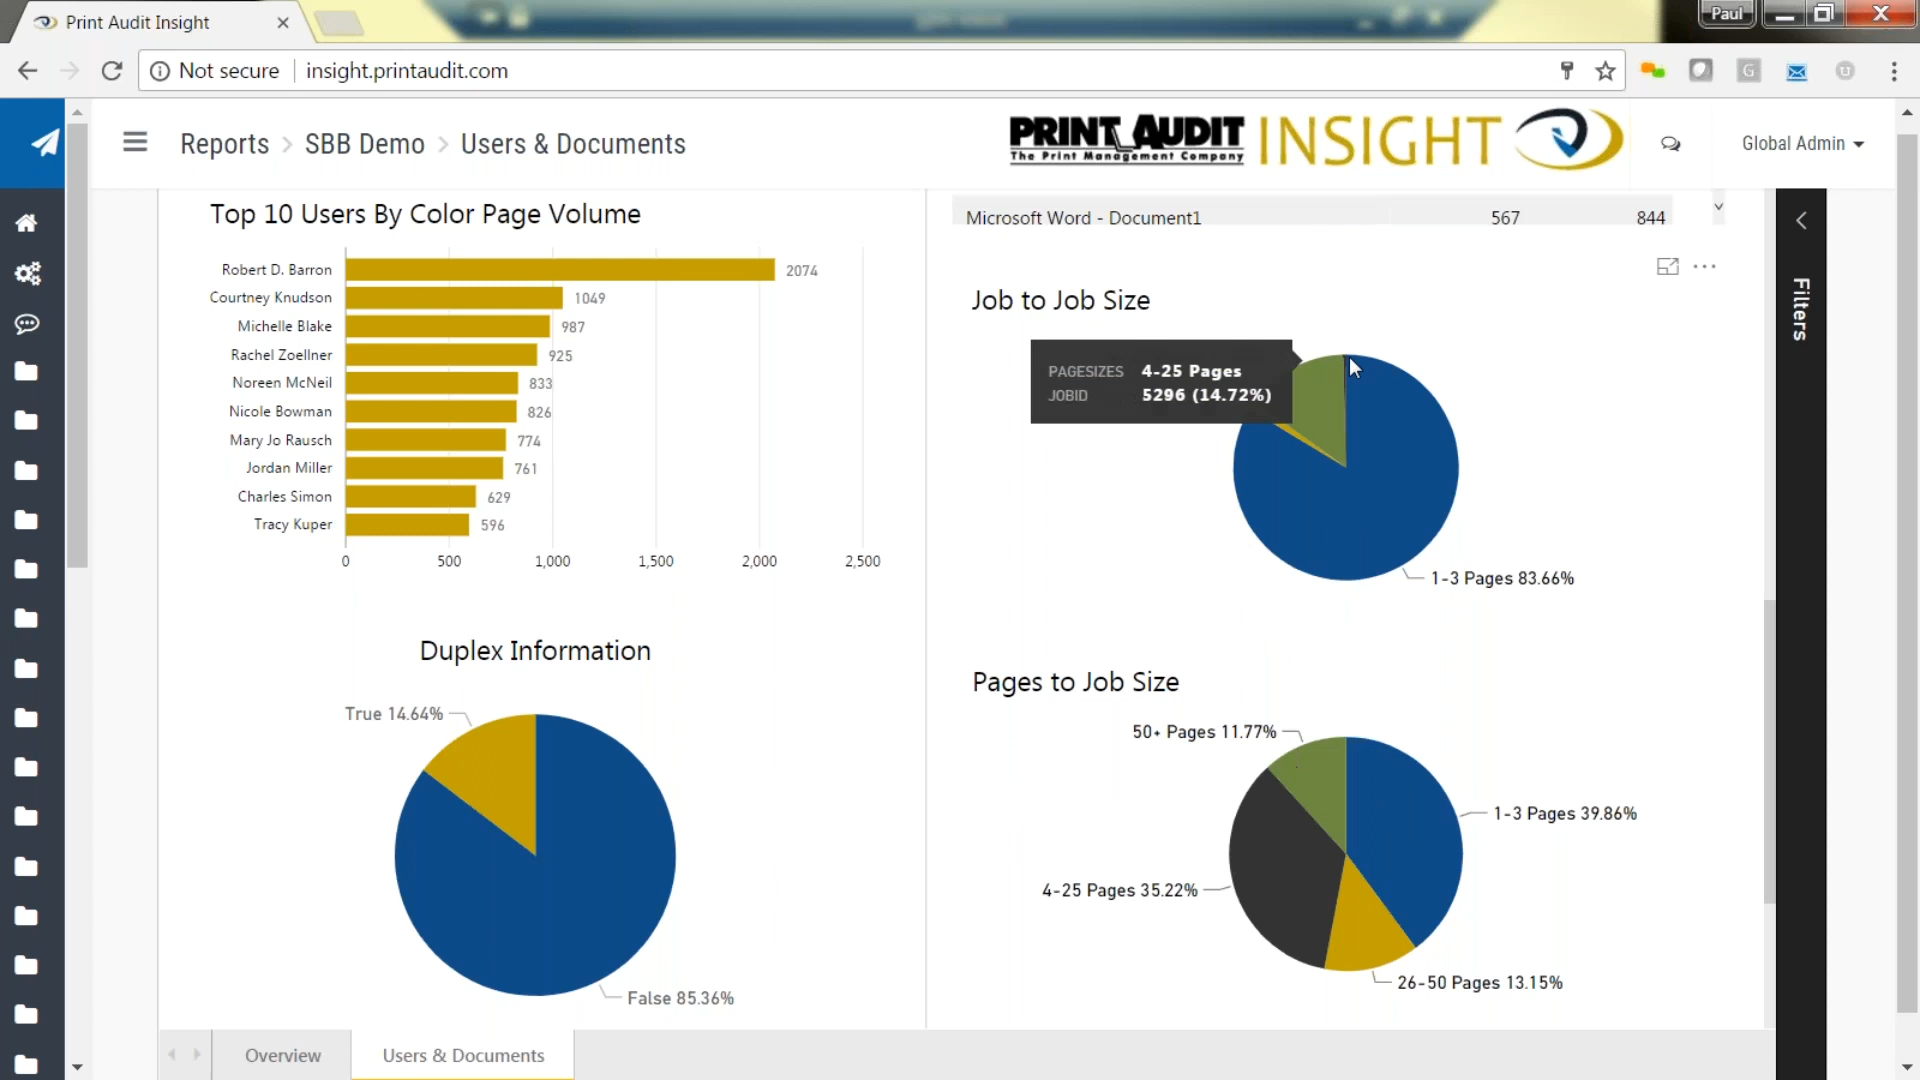 Print Audit Insight
Paul
Not secure
insight.printaudit.com
Reports > SBB Demo > Users & Documents
PRINT AUDIT INSIGHT
The Print Management Company
Global Admin
Top 10 Users By Color Page Volume
Robert D. Barron 2074
Courtney Knudson 1049
Michelle Blake 987
Rachel Zoellner 925
Noreen McNeil 833
Nicole Bowman 826
Mary Jo Rausch 774
Jordan Miller 761
Charles Simon 629
Tracy Kuper 596
0 500 1,000 1,500 2,000 2,500
Duplex Information
True 14.64%
False 85.36%
Microsoft Word - Document1 567 844
Job to Job Size
PAGESIZES 4-25 Pages
JOBID 5296 (14.72%)
1-3 Pages 83.66%
Pages to Job Size
50+ Pages 11.77%
1-3 Pages 39.86%
4-25 Pages 35.22%
26-50 Pages 13.15%
Filters
Overview
Users & Documents